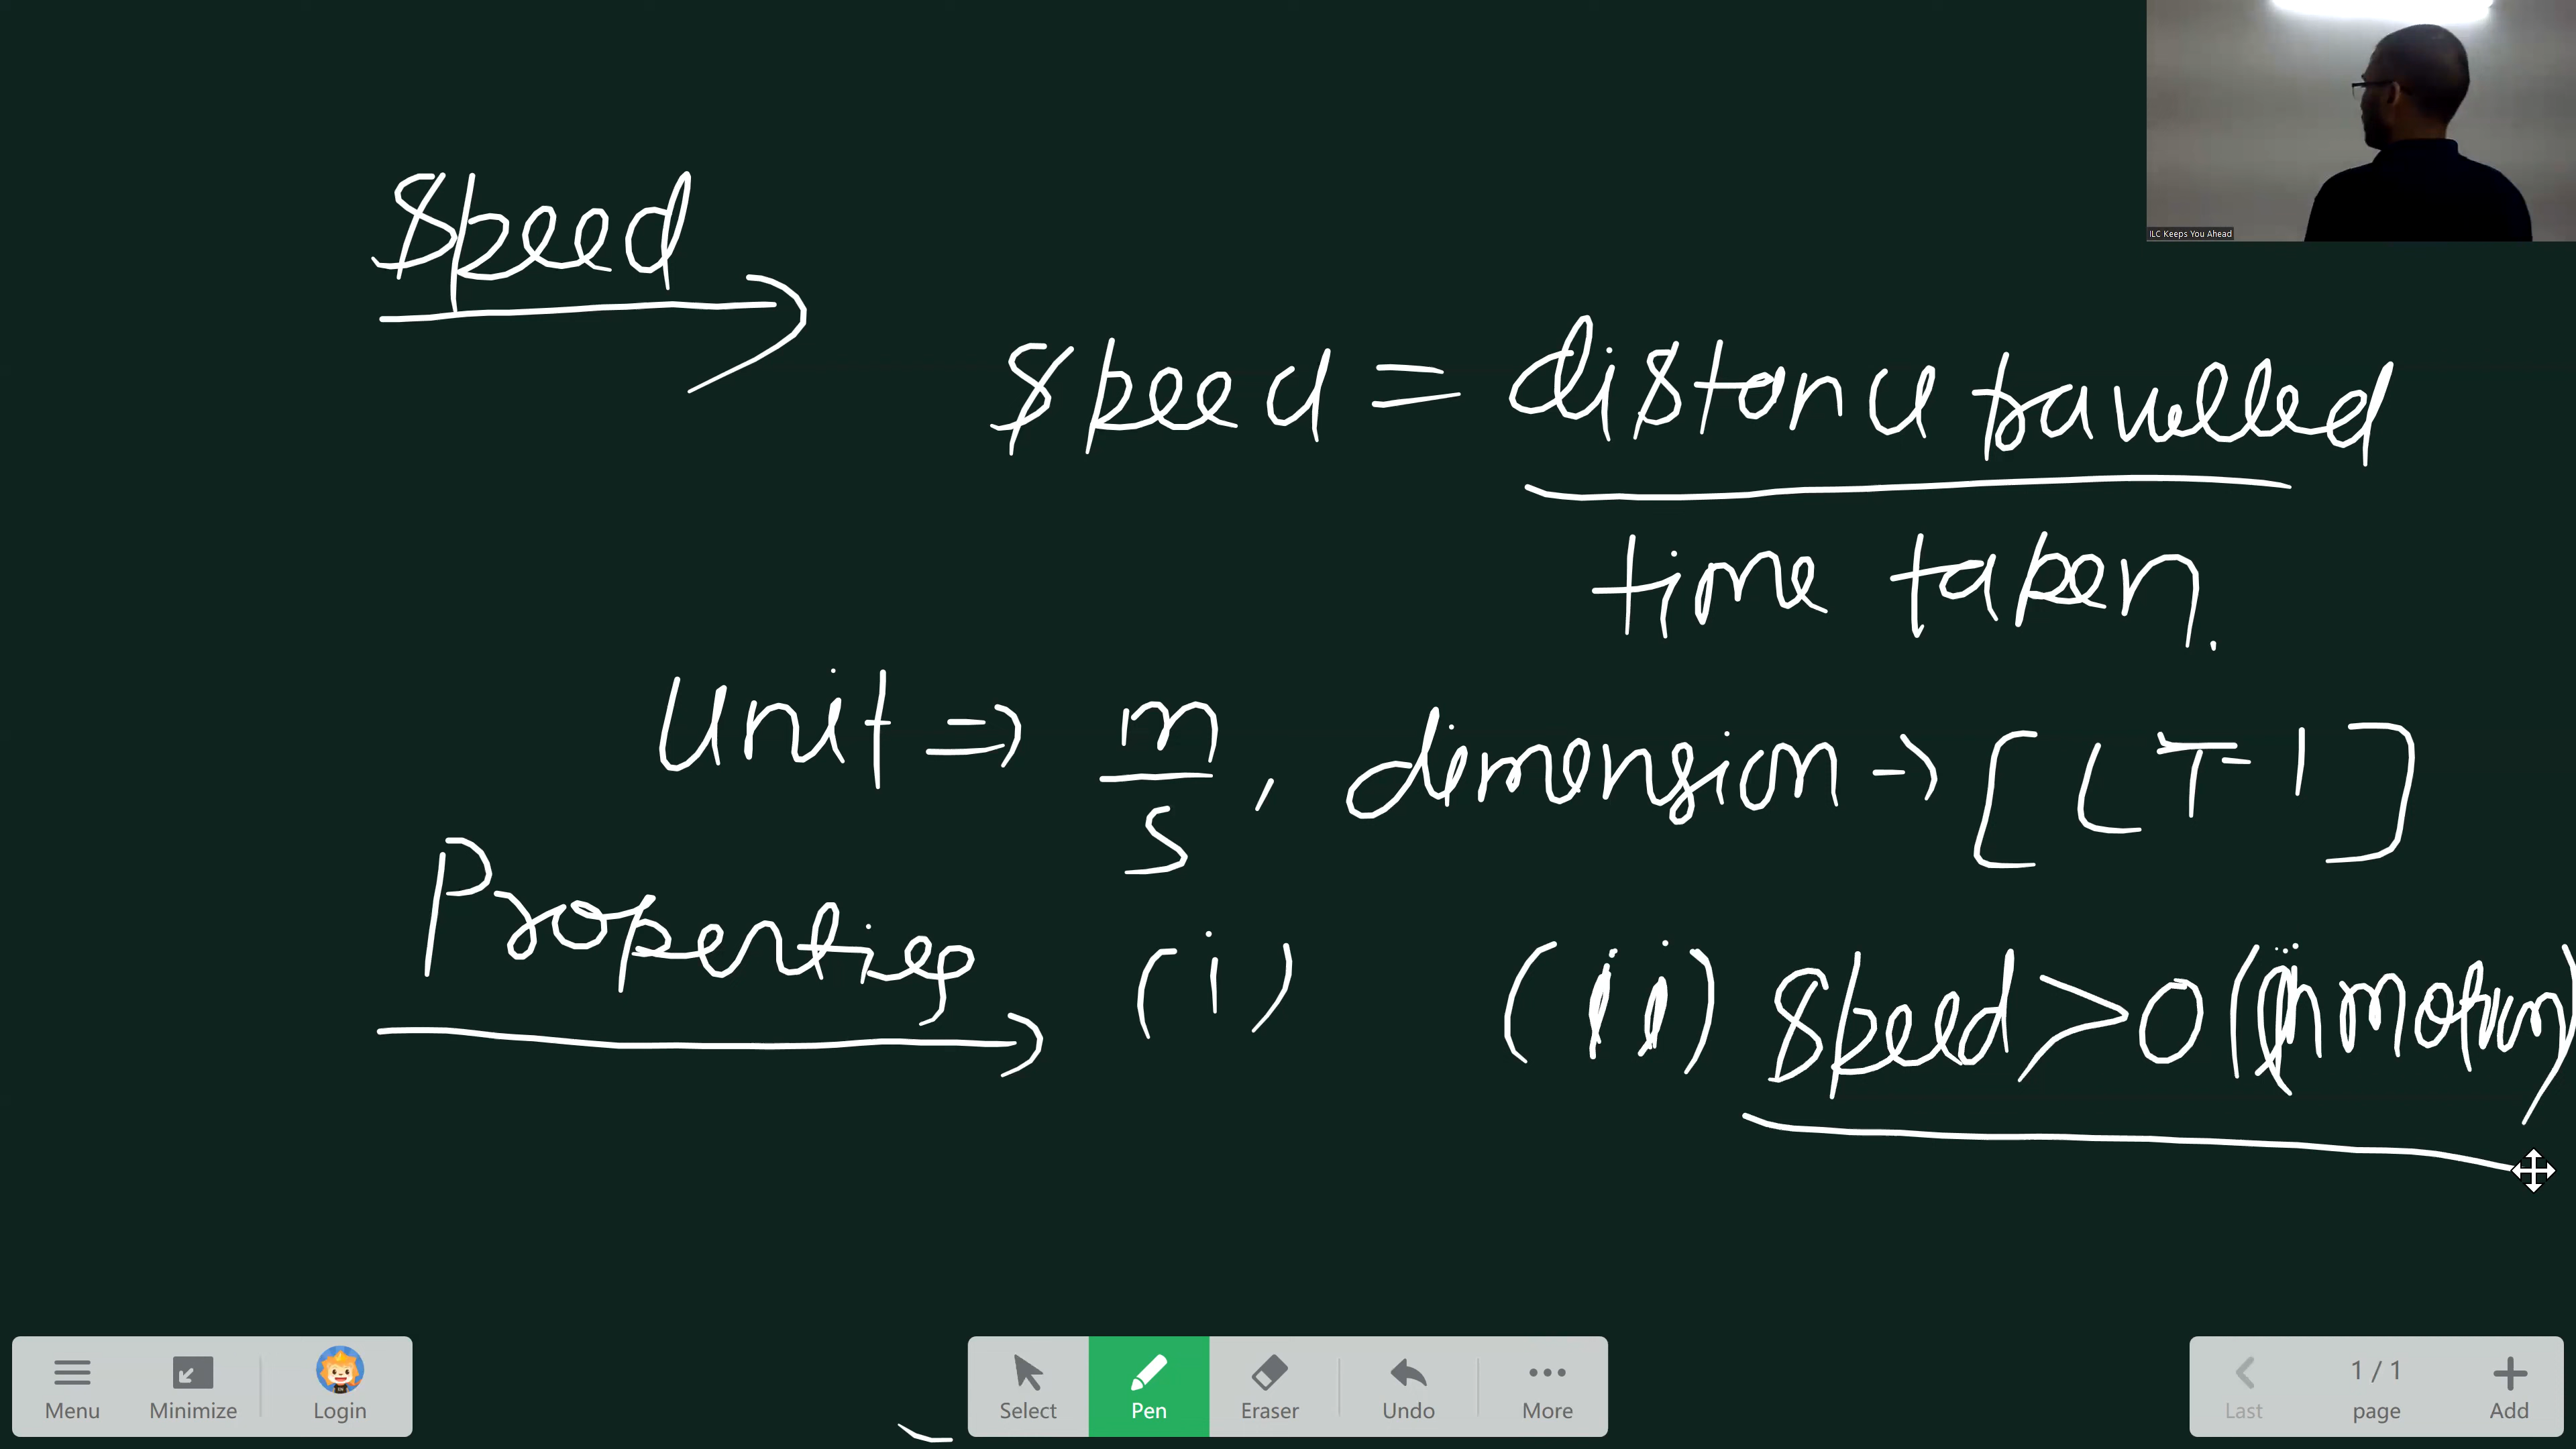 Speed
ILC Keeps You Ahead
Speed = distance travelled
time taken.
Unit ⇒ m/s, dimension → [LT-1]
Properties (i) (ii) Speed > 0 (in motion)
Menu Minimize Login Select Pen Eraser Undo More Last 1 / 1 page Add